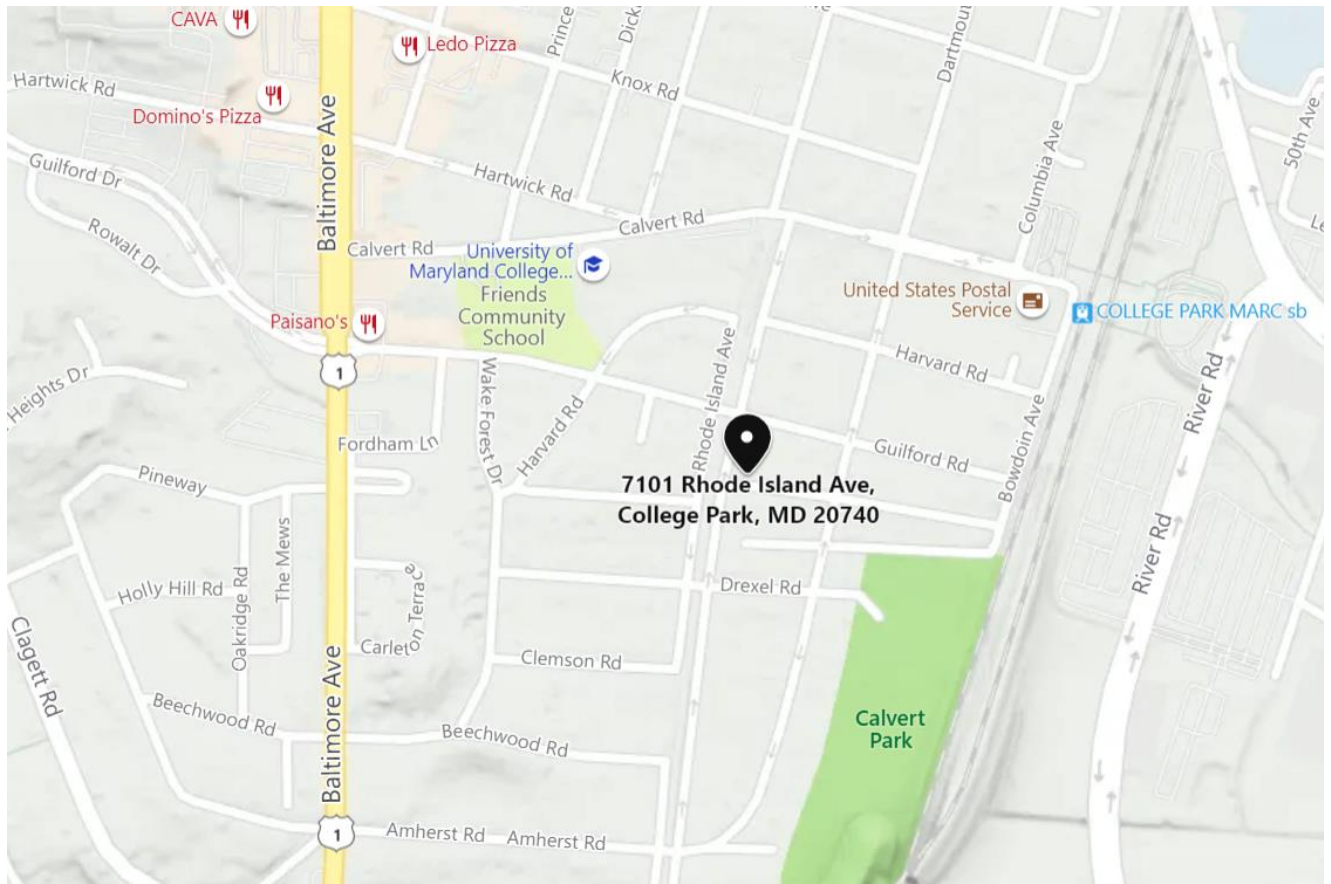 CAVA
Ledo Pizza
Prince
Dick
Dartmou
Hartwick Rd
Knox Rd
Domino's Pizza
50th Ave
Baltimore Ave
Columbia Ave
Guilford Dr
Hartwick Rd
Rowalt Dr
Calvert Rd
Calvert Rd
University of
Maryland College...
Friends
Community
School
United States Postal
Service
COLLEGE PARK MARC sb
Paisano's
1
Harvard Rd
River Rd
Heights Dr
Wake Forest Dr
Rhode Island Ave
Harvard Rd
Fordham Ln
Guilford Rd
Bowdoin Ave
Pineway
7101 Rhode Island Ave,
College Park, MD 20740
The Mews
River Rd
Holly Hill Rd
Oakridge Rd
Carleton Terrace
Drexel Rd
Clagett Rd
Clemson Rd
Baltimore Ave
Beechwood Rd
Beechwood Rd
Calvert
Park
1
Amherst Rd
Amherst Rd